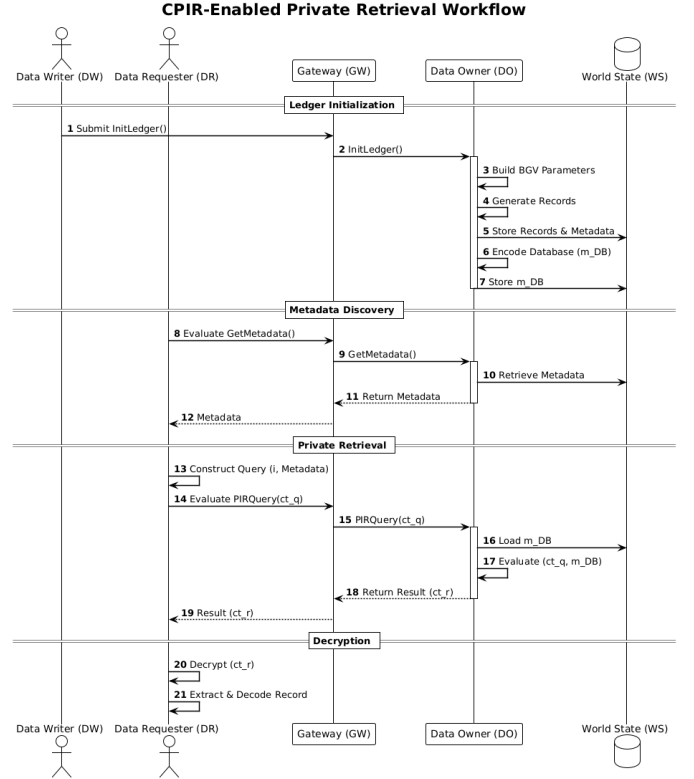 CPIR-Enabled Private Retrieval Workflow
Data Writer (DW) Data Requester (DR) Gateway (GW) Data Owner (DO) World State (WS)
Ledger Initialization
1 Submit InitLedger()
2 InitLedger()
3 Build BGV Parameters
4 Generate Records
5 Store Records & Metadata
6 Encode Database (m_DB)
7 Store m_DB
Metadata Discovery
8 Evaluate GetMetadata()
9 GetMetadata()
10 Retrieve Metadata
11 Return Metadata
12 Metadata
Private Retrieval
13 Construct Query (i, Metadata)
14 Evaluate PIRQuery(ct_q)
15 PIRQuery(ct_q)
16 Load m_DB
17 Evaluate (ct_q, m_DB)
18 Return Result (ct_r)
19 Result (ct_r)
Decryption
20 Decrypt (ct_r)
21 Extract & Decode Record
Data Writer (DW) Data Requester (DR) Gateway (GW) Data Owner (DO) World State (WS)